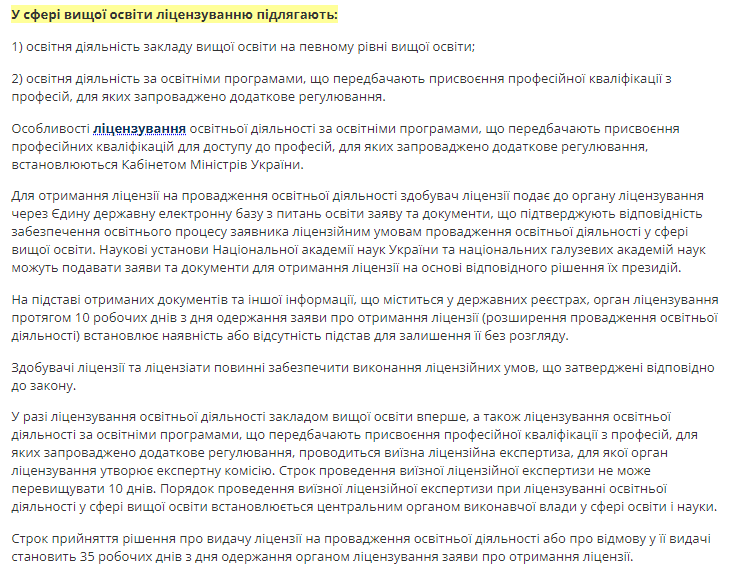 У сфері вищої освіти ліцензуванню підлягають:
1) освітня діяльність закладу вищої освіти на певному рівні вищої освіти;
2) освітня діяльність за освітніми програмами, що передбачають присвоєння професійної кваліфікації з
професій, для яких запроваджено додаткове регулювання.
Особливості ліцензування освітньої діяльності за освітніми програмами, що передбачають присвоєння
професійних кваліфікацій для доступу до професій, для яких запроваджено додаткове регулювання,
встановлюються Кабінетом Міністрів України.
Для отримання ліцензії на провадження освітньої діяльності здобувач ліцензії подає до органу ліцензування
через Єдину державну електронну базу з питань освіти заяву та документи, що підтверджують відповідність
забезпечення освітнього процесу заявника ліцензійним умовам провадження освітньої діяльності у сфері
вищої освіти. Наукові установи Національної академії наук України та національних галузевих академій наук
можуть подавати заяви та документи для отримання ліцензії на основі відповідного рішення їх президій.
На підставі отриманих документів та іншої інформації, що міститься у державних реєстрах, орган ліцензування
протягом 10 робочих днів з дня одержання заяви про отримання ліцензії (розширення провадження освітньої
діяльності) встановлює наявність або відсутність підстав для залишення її без розгляду.
Здобувачі ліцензії та ліцензіати повинні забезпечити виконання ліцензійних умов, що затверджені відповідно
до закону.
У разі ліцензування освітньої діяльності закладом вищої освіти вперше, а також ліцензування освітньої
діяльності за освітніми програмами, що передбачають присвоєння професійної кваліфікації з професій, для
яких запроваджено додаткове регулювання, проводиться виїзна ліцензійна експертиза, для якої орган
ліцензування утворює експертну комісію. Строк проведення виїзної ліцензійної експертизи не може
перевищувати 10 днів. Порядок проведення виїзної ліцензійної експертизи при ліцензуванні освітньої
діяльності у сфері вищої освіти встановлюється центральним органом виконавчої влади у сфері освіти і науки.
Строк прийняття рішення про видачу ліцензії на провадження освітньої діяльності або про відмову у її видачі
становить 35 робочих днів з дня одержання органом ліцензування заяви про отримання ліцензії.